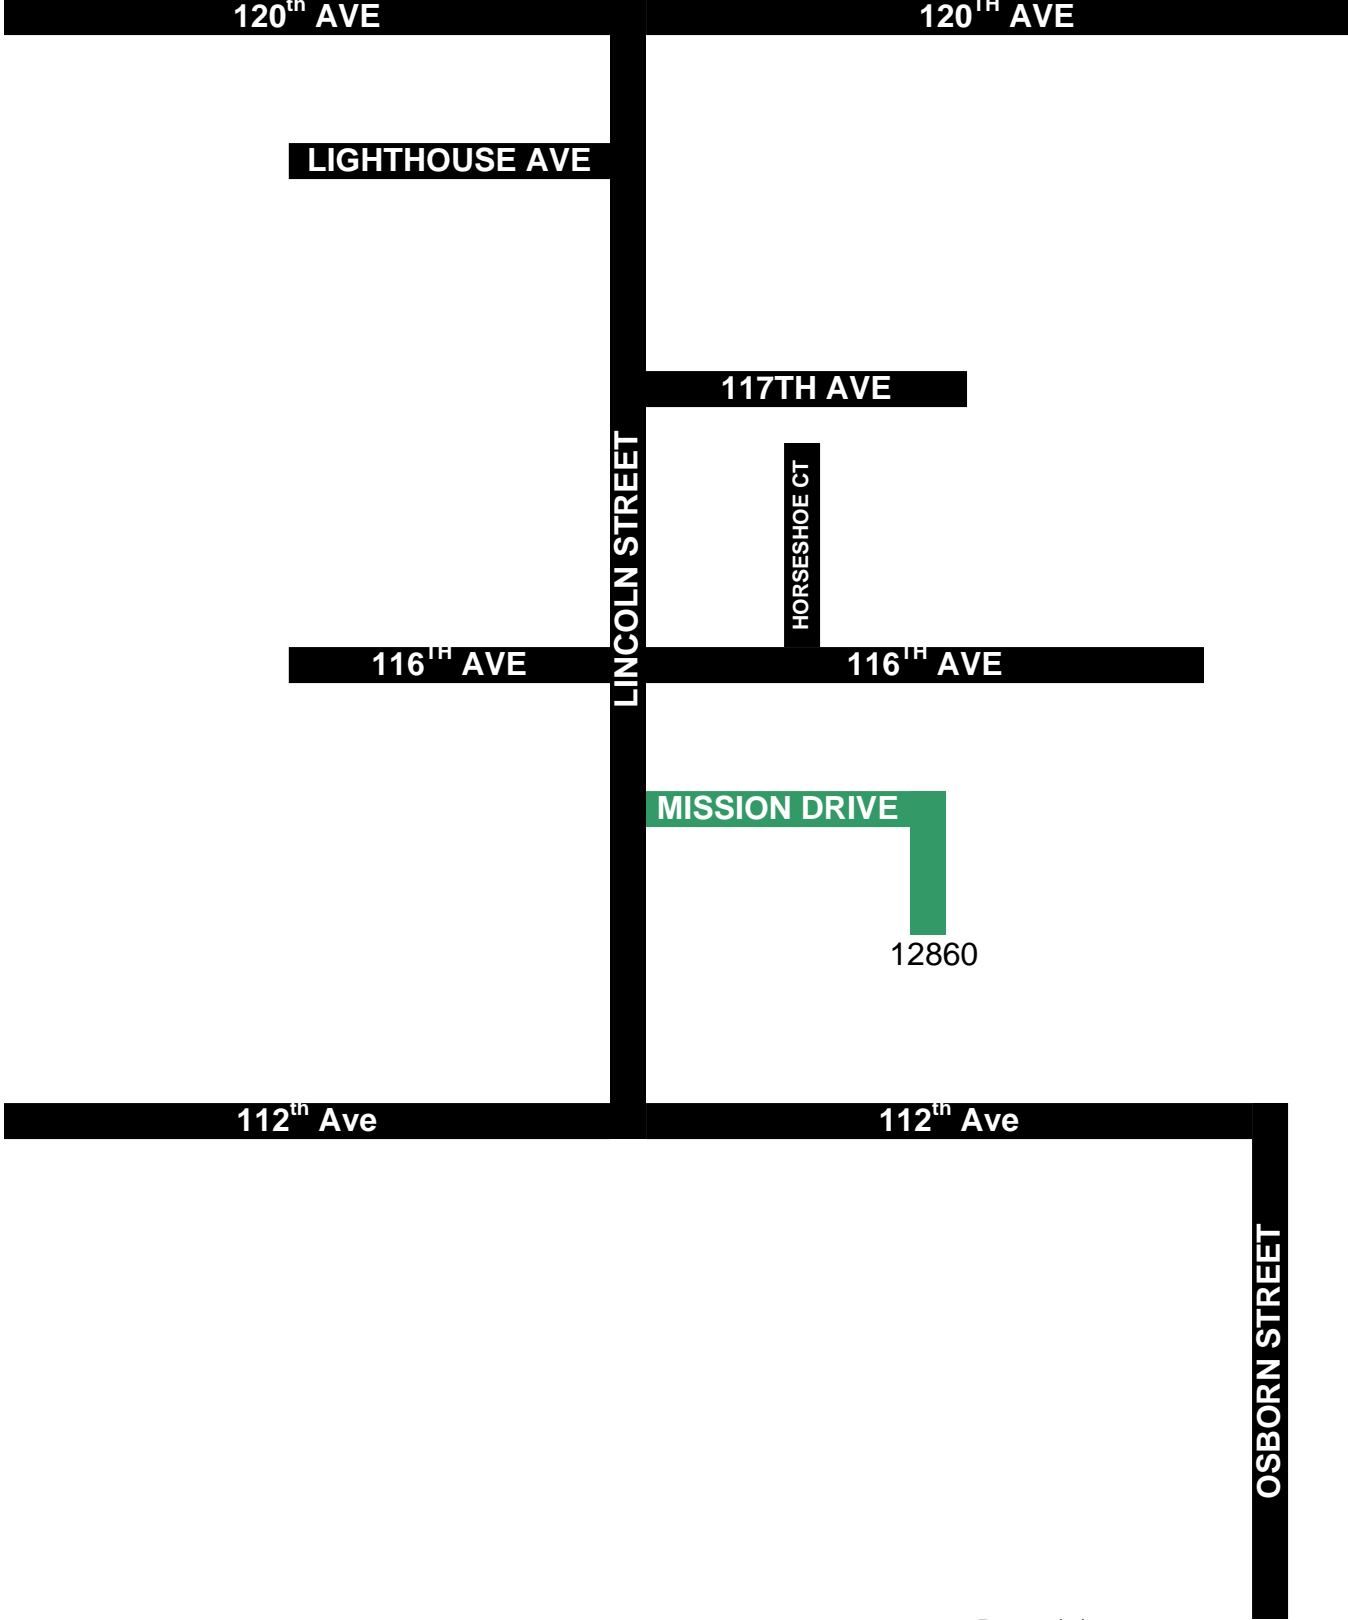 120th AVE
120TH AVE
LIGHTHOUSE AVE
117TH AVE
LINCOLN STREET
HORSESHOE CT
116TH AVE
116TH AVE
MISSION DRIVE
12860
112th Ave
112th Ave
OSBORN STREET